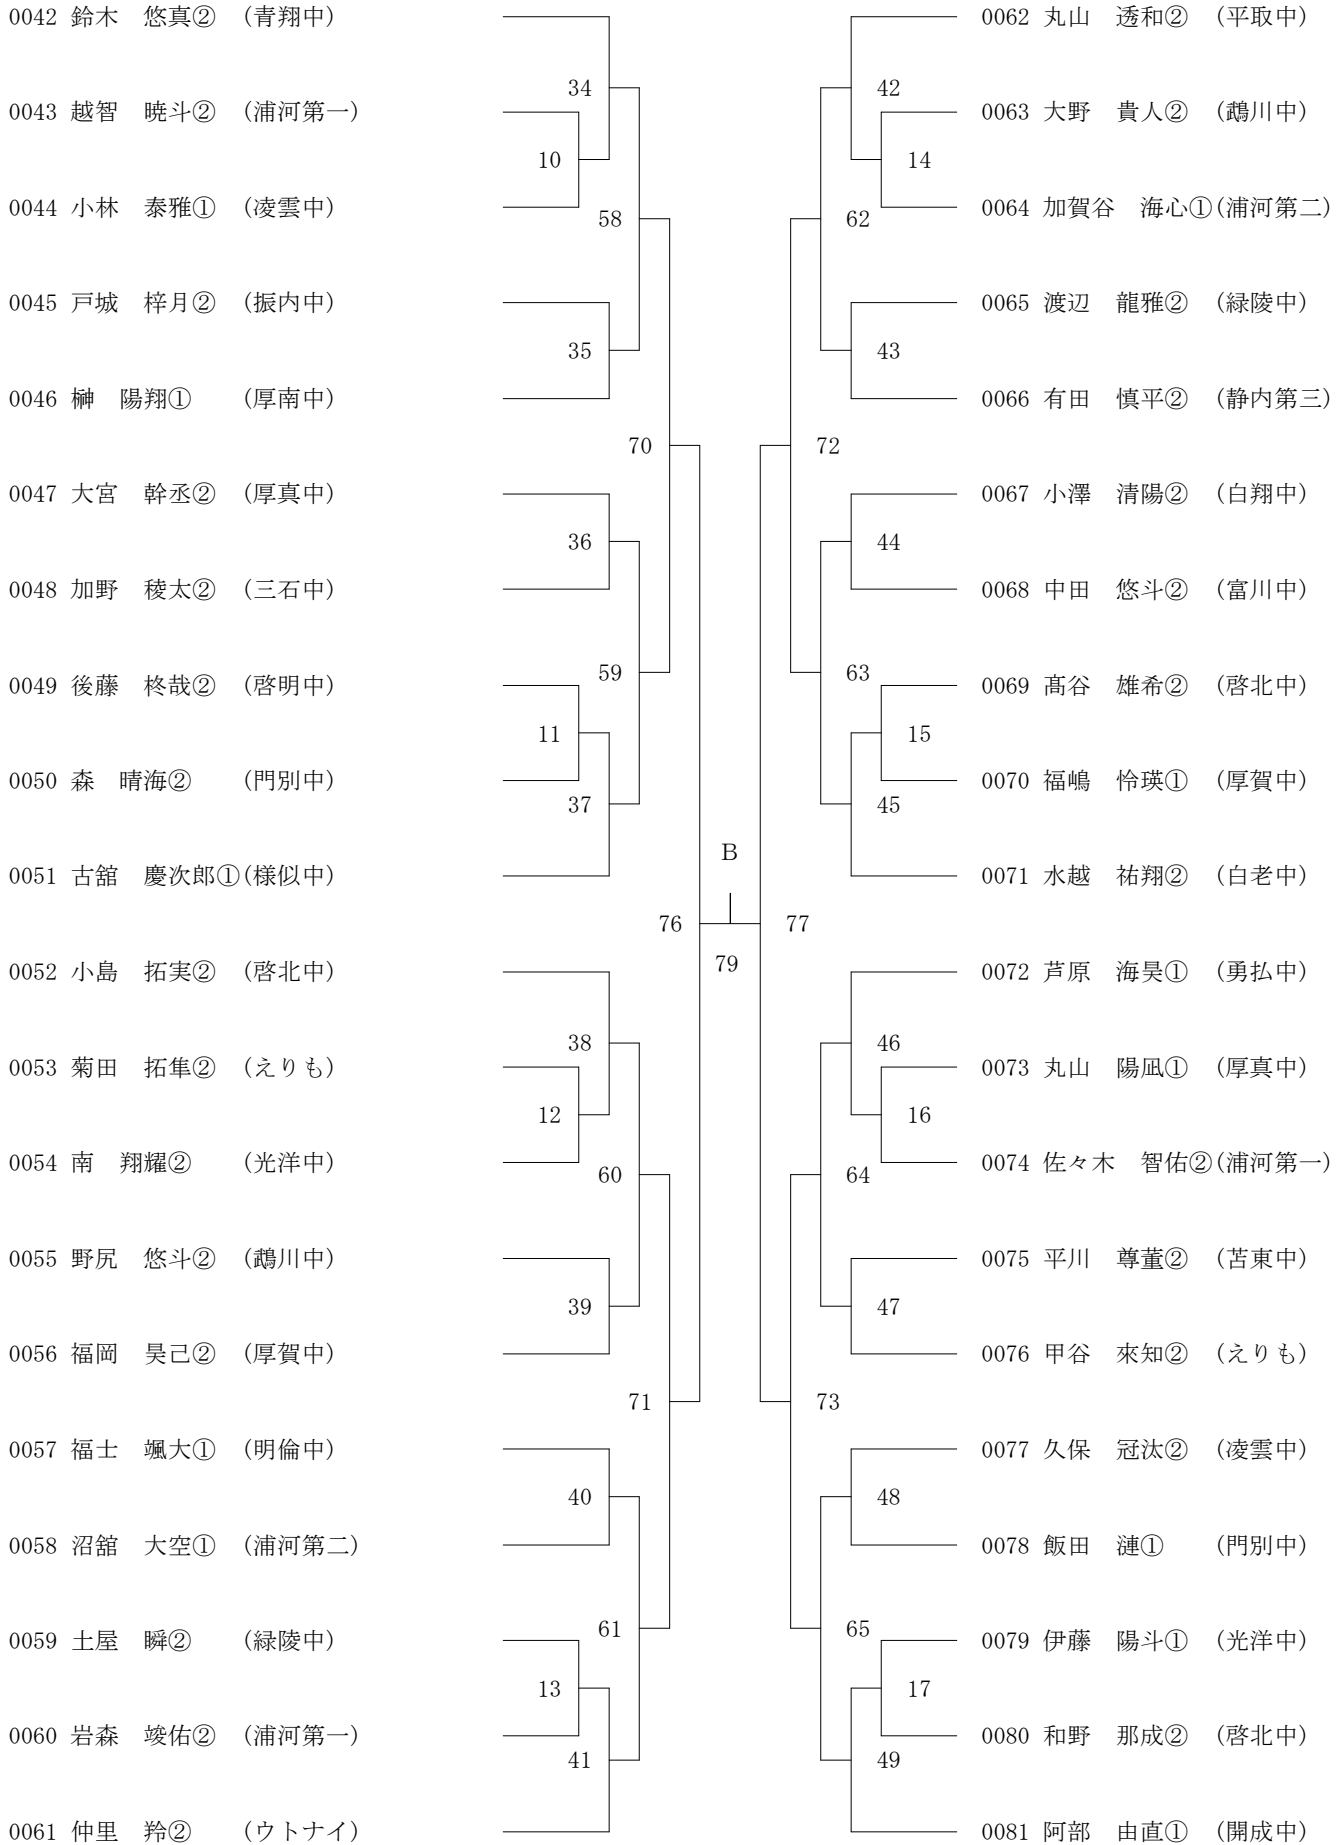 0042 鈴木　悠真②　(青翔中)
34
0043 越智　暁斗②　(浦河第一)
10
0044 小林　泰雅①　(凌雲中)
58
0045 戸城　梓月②　(振内中)
35
0046 榊　陽翔①　(厚南中)
70
0047 大宮　幹丞②　(厚真中)
36
0048 加野　稜太②　(三石中)
59
0049 後藤　柊哉②　(啓明中)
11
0050 森　晴海②　(門別中)
37
0051 古舘　慶次郎①(様似中)
76
0052 小島　拓実②　(啓北中)
38
0053 菊田　拓隼②　(えりも)
12
0054 南　翔耀②　(光洋中)
60
0055 野尻　悠斗②　(鵡川中)
39
0056 福岡　昊己②　(厚賀中)
71
0057 福士　颯大①　(明倫中)
40
0058 沼舘　大空①　(浦河第二)
61
0059 土屋　瞬②　(緑陵中)
13
0060 岩森　竣佑②　(浦河第一)
41
0061 仲里　羚②　(ウトナイ)
B
79
0062 丸山　透和②　(平取中)
42
0063 大野　貴人②　(鵡川中)
14
0064 加賀谷　海心①(浦河第二)
62
0065 渡辺　龍雅②　(緑陵中)
43
0066 有田　慎平②　(静内第三)
72
0067 小澤　清陽②　(白翔中)
44
0068 中田　悠斗②　(富川中)
63
0069 髙谷　雄希②　(啓北中)
15
0070 福嶋　怜瑛①　(厚賀中)
45
0071 水越　祐翔②　(白老中)
77
0072 芦原　海昊①　(勇払中)
46
0073 丸山　陽凪①　(厚真中)
16
0074 佐々木　智佑②(浦河第一)
64
0075 平川　尊董②　(苫東中)
47
0076 甲谷　來知②　(えりも)
73
0077 久保　冠汰②　(凌雲中)
48
0078 飯田　漣①　(門別中)
65
0079 伊藤　陽斗①　(光洋中)
17
0080 和野　那成②　(啓北中)
49
0081 阿部　由直①　(開成中)